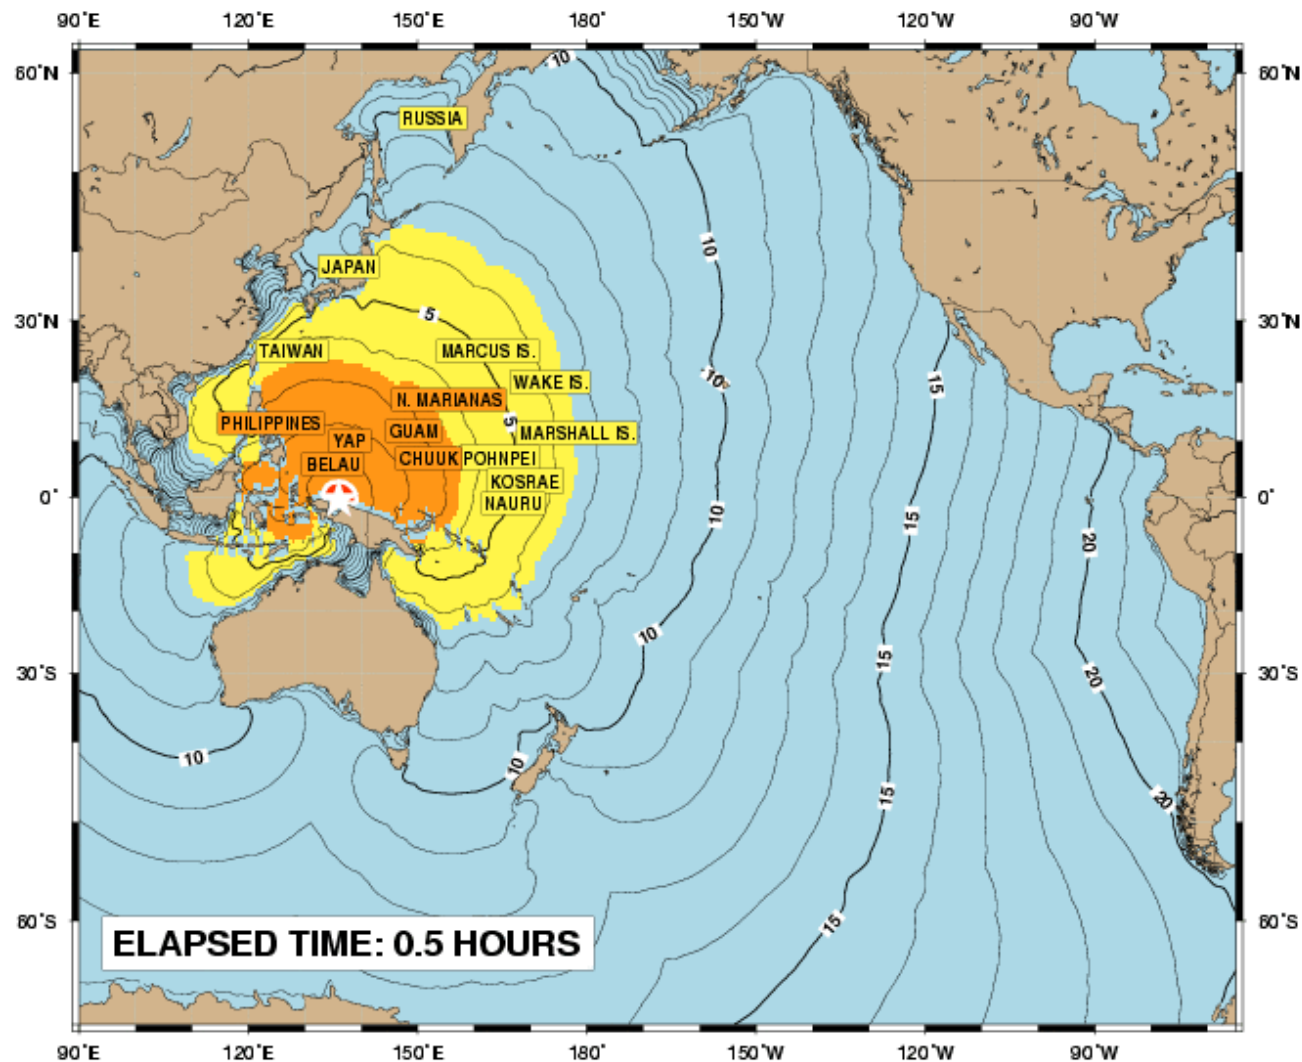 90°E 120°E 150°E 180° 150°W 120°W 90°W
60°N 10 60°N
RUSSIA
10
JAPAN
5
30°N 30°N
TAIWAN MARCUS IS.
10 15
WAKE IS.
N. MARIANAS
PHILIPPINES 5
YAP GUAM MARSHALL IS.
BELAU CHUUK POHNPEI
KOSRAE
0° NAURU 0°
10 15
20
10
15
30°S 20 30°S
10 10
15 20
60°S 15 60°S
ELAPSED TIME: 0.5 HOURS
90°E 120°E 150°E 180° 150°W 120°W 90°W